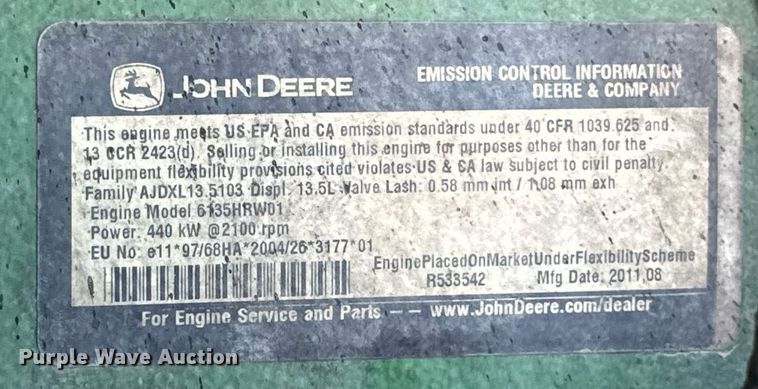 JOHN DEERE
EMISSION CONTROL INFORMATION
DEERE & COMPANY
This engine meets US EPA and CA emission standards under 40 CFR 1039.625 and
13 CCR 2423(d). Selling or installing this engine for purposes other than for the
equipment flexibility provisions cited violates US & CA law subject to civil penalty.
Family AJDXL13.5103 Displ. 13.5L Valve Lash: 0.58 mm int / 1.08 mm exh
Engine Model 6135HRW01
Power: 440 kW @2100 rpm
EU No: e11*97/68HA*2004/26*3177*01
EnginePlacedOnMarketUnderFlexibilityScheme
R533542 Mfg Date: 2011.08
For Engine Service and Parts — — www.JohnDeere.com/dealer
Purple Wave Auction